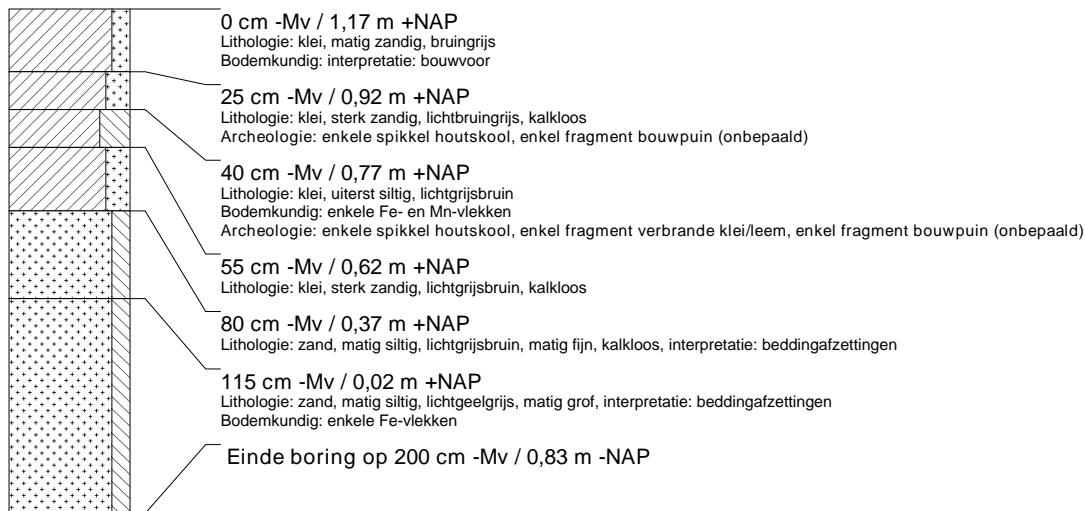 0 cm -Mv / 1,17 m +NAP
Lithologie: klei, matig zandig, bruingrijs
Bodemkundig: interpretatie: bouwvoor
25 cm -Mv / 0,92 m +NAP
Lithologie: klei, sterk zandig, lichtbruingrijs, kalkloos
Archeologie: enkele spikkel houtskool, enkel fragment bouwpuin (onbepaald)
40 cm -Mv / 0,77 m +NAP
Lithologie: klei, uiterst siltig, lichtgrijsbruin
Bodemkundig: enkele Fe- en Mn-vlekken
Archeologie: enkele spikkel houtskool, enkel fragment verbrande klei/leem, enkel fragment bouwpuin (onbepaald)
55 cm -Mv / 0,62 m +NAP
Lithologie: klei, sterk zandig, lichtgrijsbruin, kalkloos
80 cm -Mv / 0,37 m +NAP
Lithologie: zand, matig siltig, lichtgrijsbruin, matig fijn, kalkloos, interpretatie: beddingafzettingen
115 cm -Mv / 0,02 m +NAP
Lithologie: zand, matig siltig, lichtgeelgrijs, matig grof, interpretatie: beddingafzettingen
Bodemkundig: enkele Fe-vlekken
Einde boring op 200 cm -Mv / 0,83 m -NAP